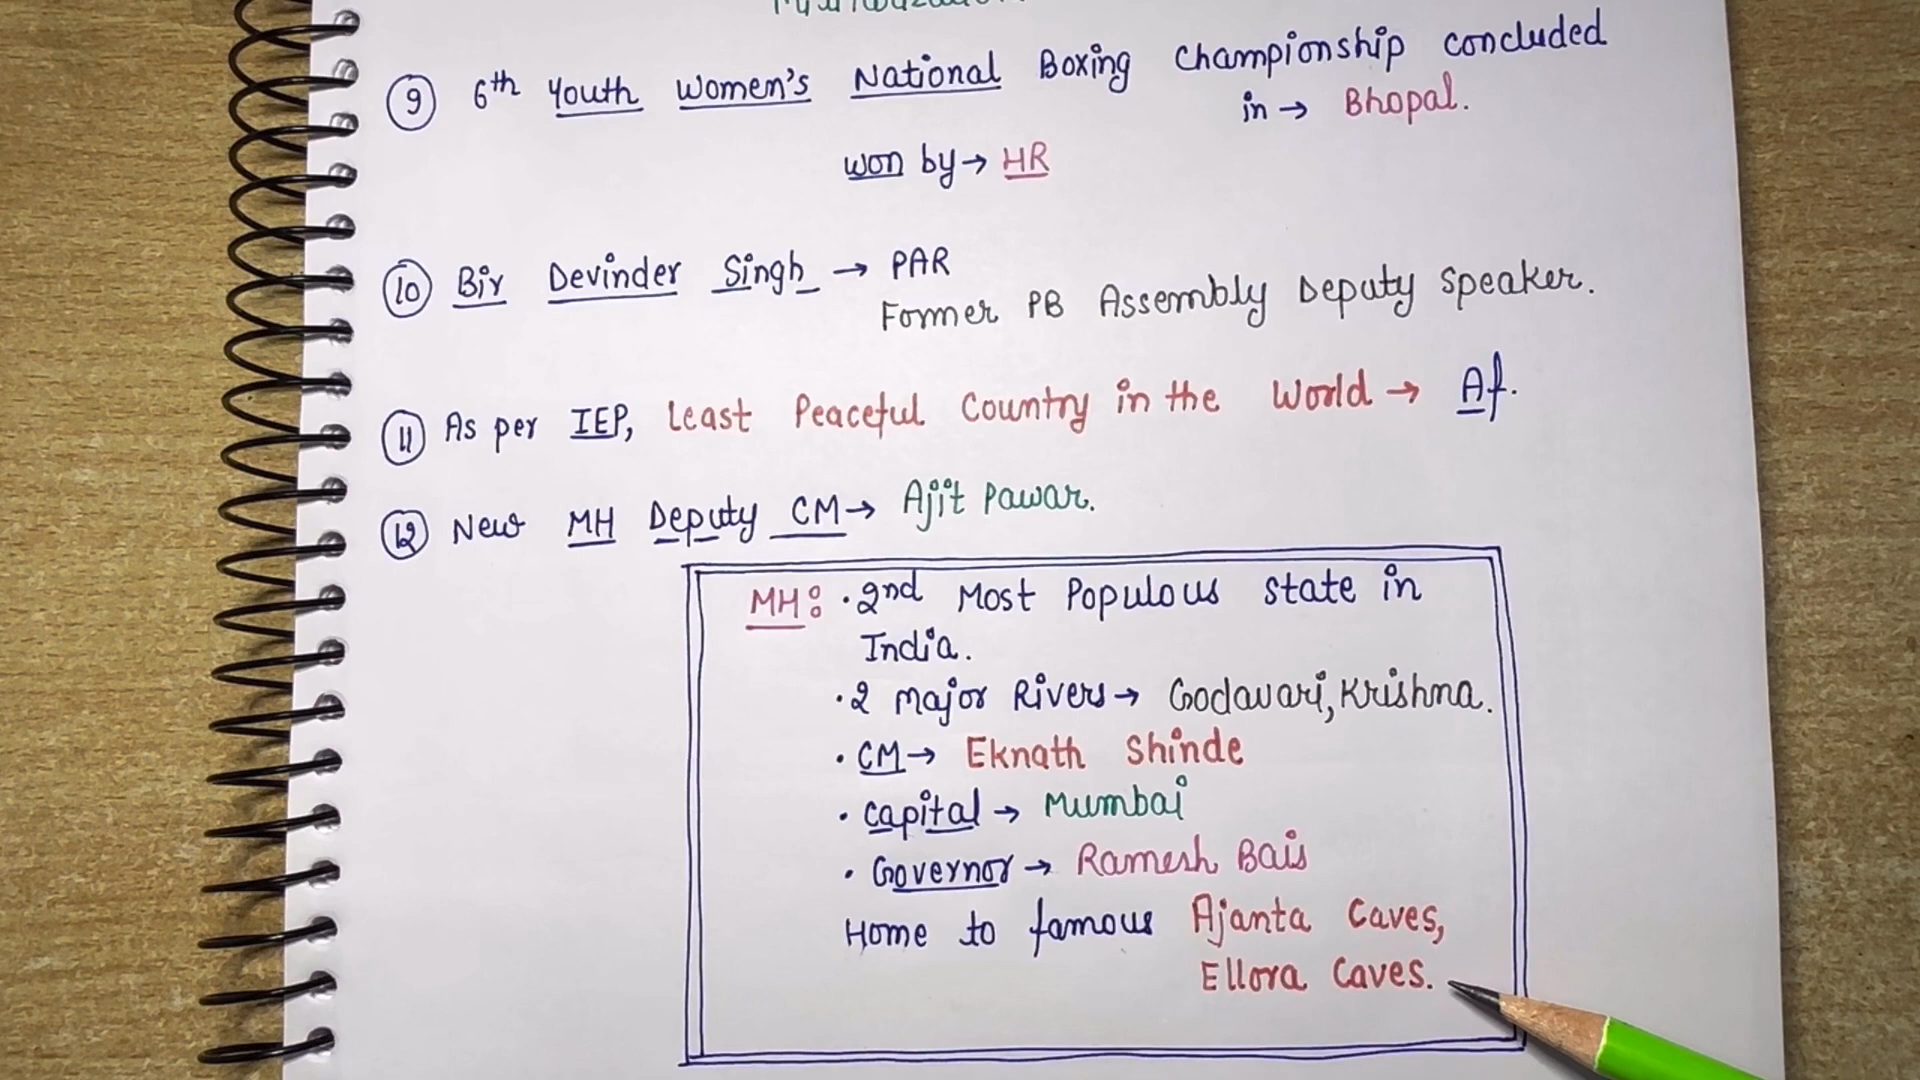 9 6th Youth Women's National Boxing Championship concluded
in → Bhopal.
won by → HR
10 Bir Devinder Singh → PAR
Former PB Assembly Deputy Speaker.
11 As per IEP, Least Peaceful Country in the World → Af.
12 New MH Deputy CM → Ajit Pawar.
MH: • 2nd Most Populous State in
India.
• 2 major Rivers → Godavari, Krishna.
• CM → Eknath Shinde
• Capital → Mumbai
• Governor → Ramesh Bais
Home to famous Ajanta Caves,
Ellora Caves.